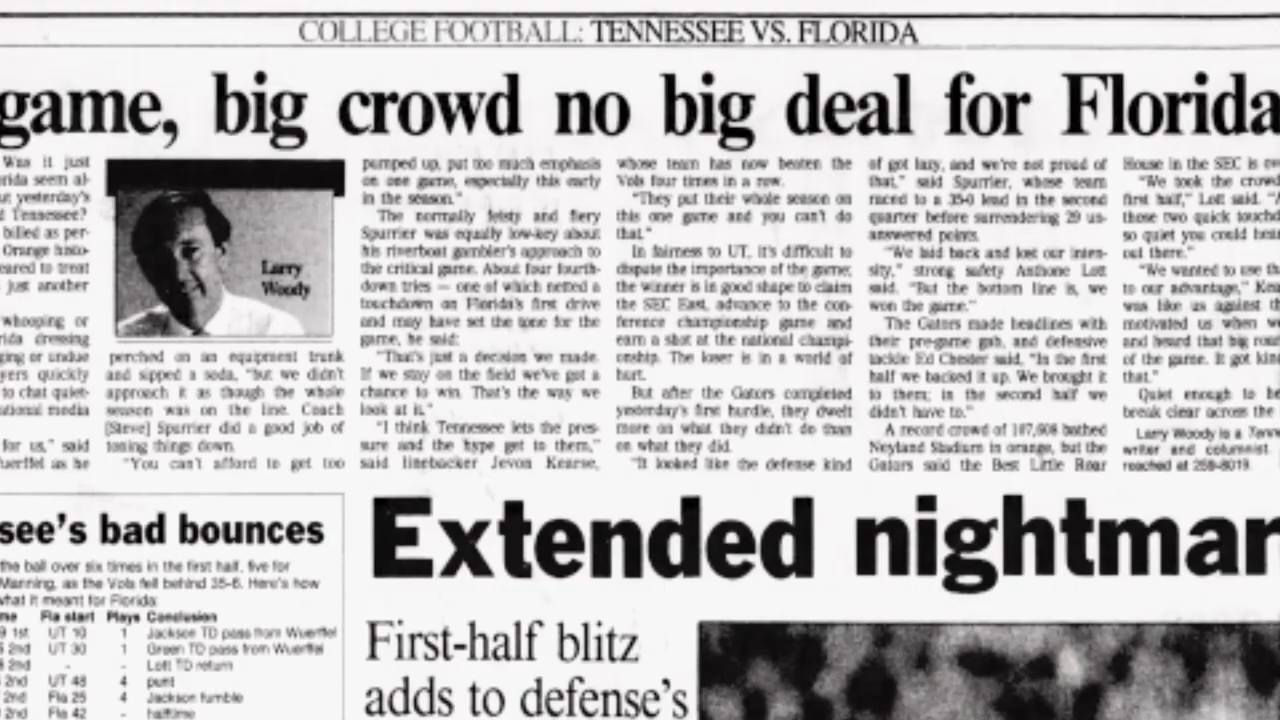 COLLEGE FOOTBALL: TENNESSEE VS. FLORIDA
game, big crowd no big deal for Florida
Was it just
rida seem al-
ut yesterday's
d Tennessee?
billed as per-
Orange histo-
eared to treat
just another
whooping or
rida dressing
ging or undue
yers quickly
to chat quiet-
ational media
for us," said
uerffel as he
Larry
Woody
perched on an equipment trunk
and sipped a soda, "but we didn't
approach it as though the whole
season was on the line. Coach
[Steve] Spurrier did a good job of
toning things down.
"You can't afford to get too
pumped up, put too much emphasis
on one game, especially this early
in the season."
The normally feisty and fiery
Spurrier was equally low-key about
his riverboat gambler's approach to
the critical game. About four fourth-
down tries — one of which netted a
touchdown on Florida's first drive
and may have set the tone for the
game, he said:
"That's just a decision we made.
If we stay on the field we've got a
chance to win. That's the way we
look at it."
"I think Tennessee lets the pres-
sure and the hype get to them,"
said linebacker Jevon Kearse,
whose team has now beaten the
Vols four times in a row.
"They put their whole season on
this one game and you can't do
that."
In fairness to UT, it's difficult to
dispute the importance of the game;
the winner is in good shape to claim
the SEC East, advance to the con-
ference championship game and
earn a shot at the national champi-
onship. The loser is in a world of
hurt.
But after the Gators completed
yesterday's first hurdle, they dwelt
more on what they didn't do than
on what they did.
"It looked like the defense kind
of got lazy, and we're not proud of
that," said Spurrier, whose team
raced to a 35-0 lead in the second
quarter before surrendering 29 un-
answered points.
"We laid back and lost our inten-
sity," strong safety Anthone Lott
said. "But the bottom line is, we
won the game."
The Gators made headlines with
their pre-game gab, and defensive
tackle Ed Chester said, "In the first
half we backed it up. We brought it
to them; in the second half we
didn't have to."
A record crowd of 107,608 bathed
Neyland Stadium in orange, but the
Gators said the Best Little Roar
House in the SEC is ov
"We took the crowd
first half," Lott said. "A
those two quick touch
so quiet you could hea
out there."
"We wanted to use th
to our advantage," Kea
was like us against th
motivated us when w
and heard that big roa
of the game. It got kin
that."
Quiet enough to he
break clear across the
Larry Woody is a Tenn
writer and columnist
reached at 259-8019.
see's bad bounces
the ball over six times in the first half, five for
Manning, as the Vols fell behind 35-6. Here's how
what it meant for Florida:
me Fla start Plays Conclusion
9 1st UT 10 1 Jackson TD pass from Wuerffel
2nd UT 30 1 Green TD pass from Wuerffel
2nd - - Lott TD return
2nd UT 48 4 punt
2nd Fla 25 4 Jackson fumble
2nd Fla 42 - halftime
Extended nightmar
First-half blitz
adds to defense's